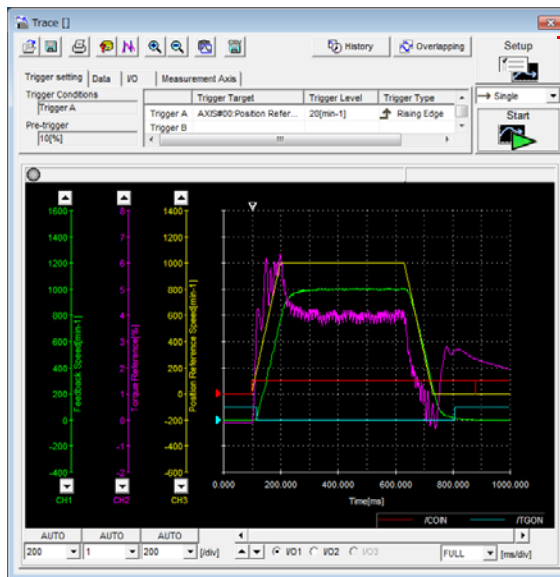 Trace []
CSV
History
Overlapping
Setup
Trigger setting
Data
I/O
Measurement Axis
Single
Start
Trigger Conditions
Trigger A
Pre-trigger
10[%]
Trigger Target Trigger Level Trigger Type
Trigger A AXIS#00:Position Refer... 20[min-1] Rising Edge
Trigger B
1600 8 1400
1400 7 1200
1200 6 1000
1000 5 800
800 4 600
600 3 400
400 2 200
200 1 0
0 0 -200
-200 -1 -400
-400 -2 -600
Feedback Speed[min-1]
Torque Reference[%]
Position Reference Speed[min-1]
CH1 CH2 CH3
0.000 200.000 400.000 600.000 800.000 1000.000
Time[ms]
/COIN /TGON
AUTO AUTO AUTO
200 1 200 [/div] I/O1 I/O2 I/O3 FULL [ms/div]